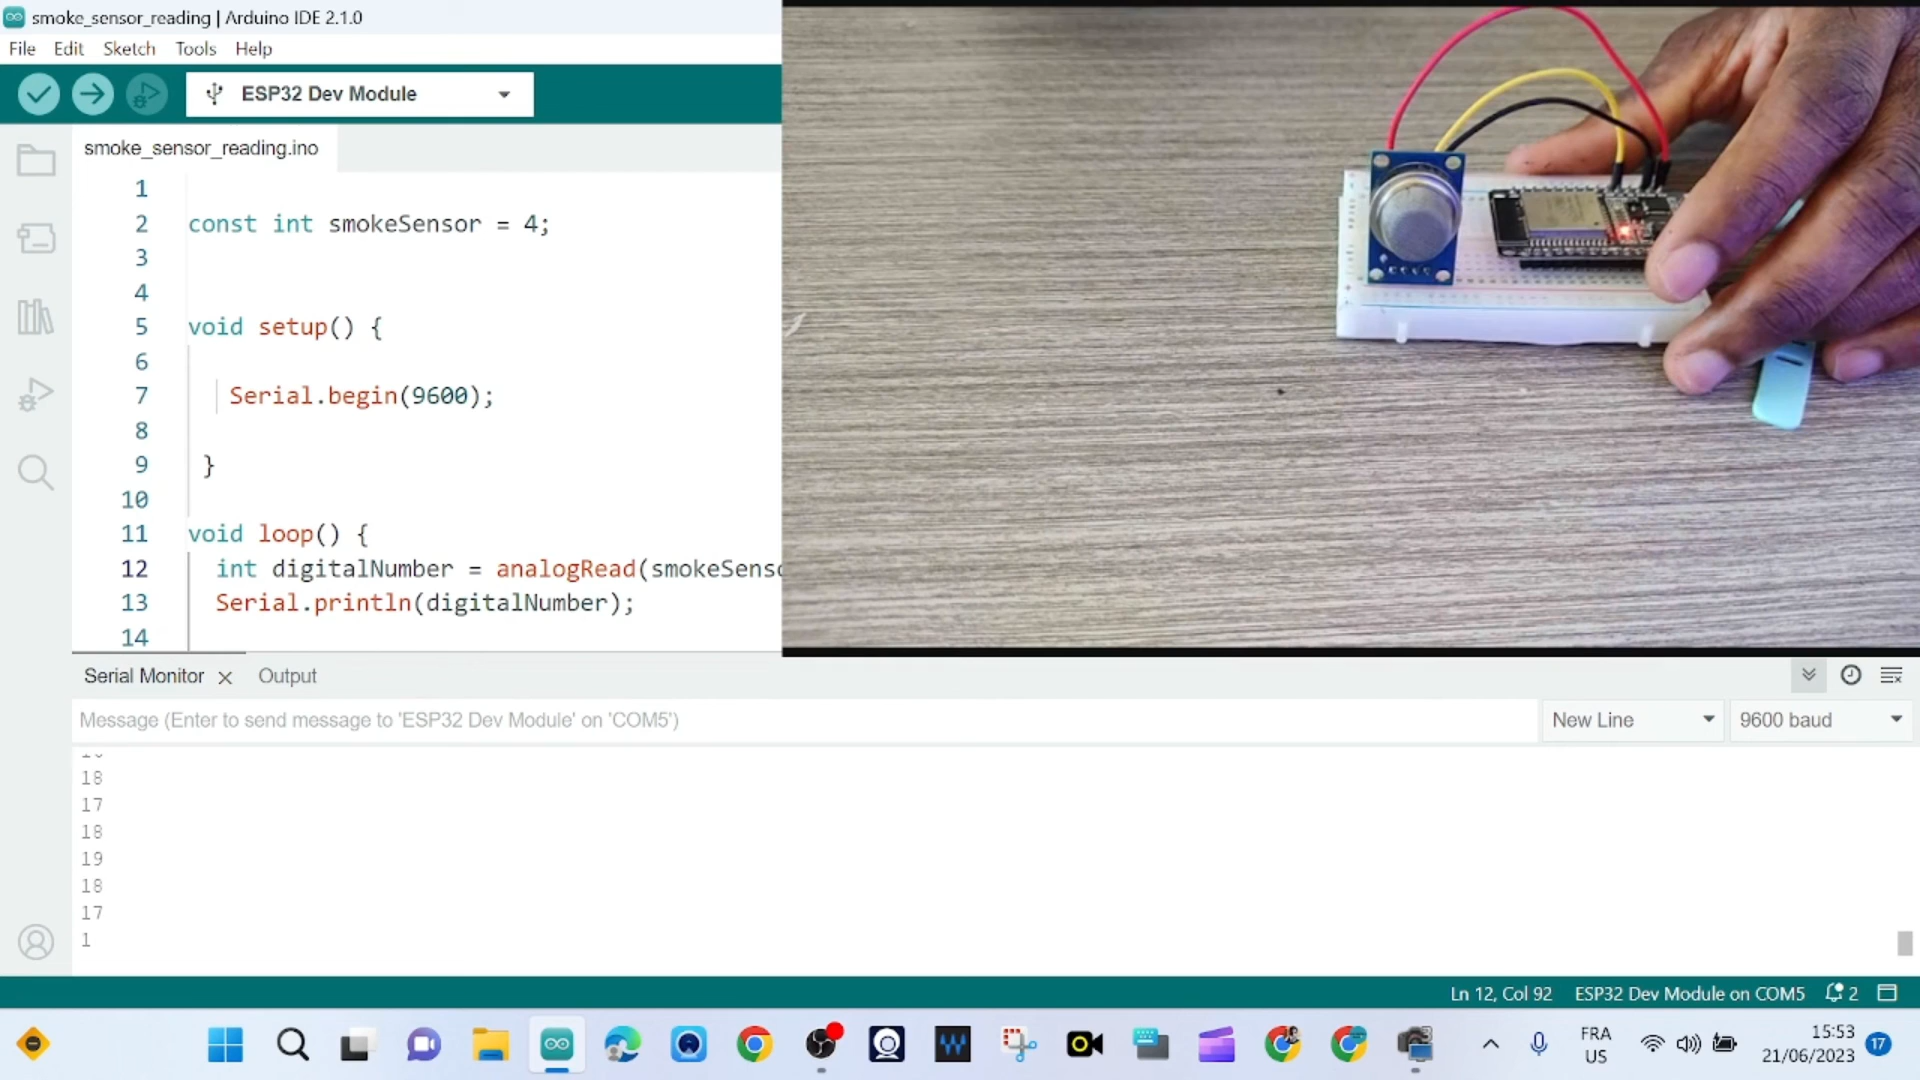 smoke_sensor_reading | Arduino IDE 2.1.0
File Edit Sketch Tools Help
ESP32 Dev Module
smoke_sensor_reading.ino
1
2 const int smokeSensor = 4;
3
4
5 void setup() {
6
7 Serial.begin(9600);
8
9 }
10
11 void loop() {
12 int digitalNumber = analogRead(smokeSenso
13 Serial.println(digitalNumber);
14
Serial Monitor Output
Message (Enter to send message to 'ESP32 Dev Module' on 'COM5')
New Line 9600 baud
18
17
18
19
18
17
1
Ln 12, Col 92 ESP32 Dev Module on COM5 2
FRA 15:53
US 21/06/2023 17